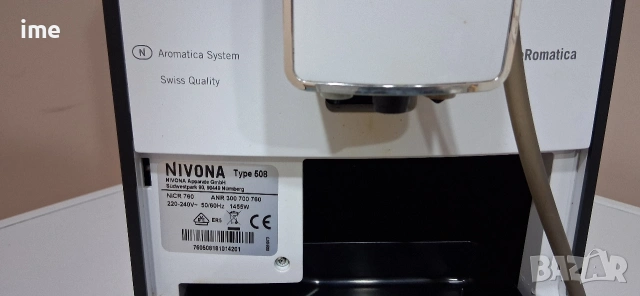 ime
N Aromatica System
Swiss Quality
Romatica
NIVONA Type 508
NIVONA Apparate GmbH
Südwestpark 90, 90449 Nürnberg
NICR 760 ANR 300 700 760
220-240V~ 50/60Hz 1455W
CE
BAZAR